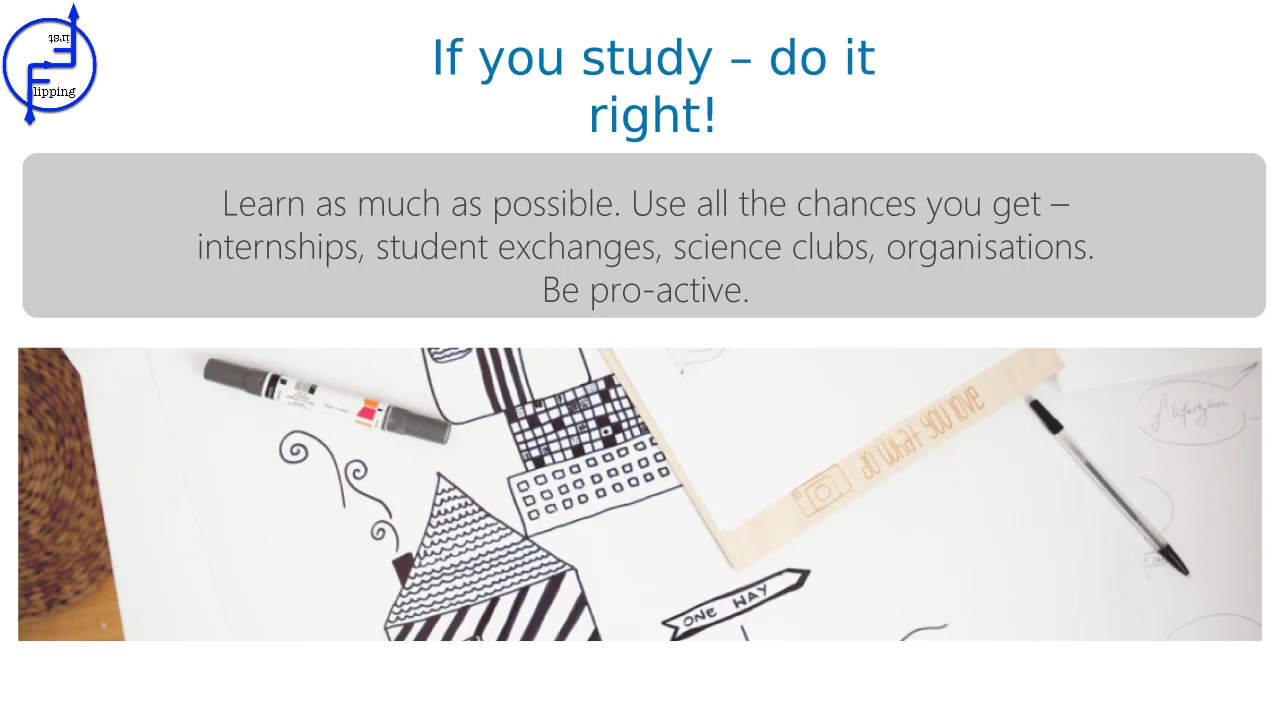 First
Flipping
If you study – do it
right!
Learn as much as possible. Use all the chances you get –
internships, student exchanges, science clubs, organisations.
Be pro-active.
do what you love
ONE WAY